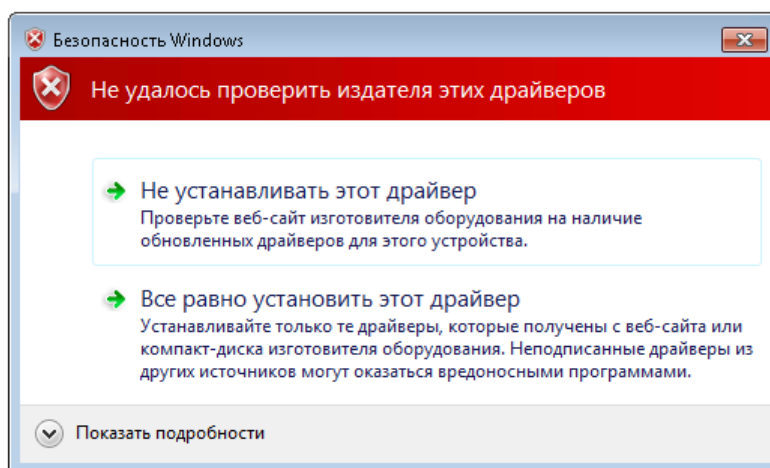 Безопасность Windows
Не удалось проверить издателя этих драйверов
Не устанавливать этот драйвер
Проверьте веб-сайт изготовителя оборудования на наличие
обновленных драйверов для этого устройства.
Все равно установить этот драйвер
Устанавливайте только те драйверы, которые получены с веб-сайта или
компакт-диска изготовителя оборудования. Неподписанные драйверы из
других источников могут оказаться вредоносными программами.
Показать подробности